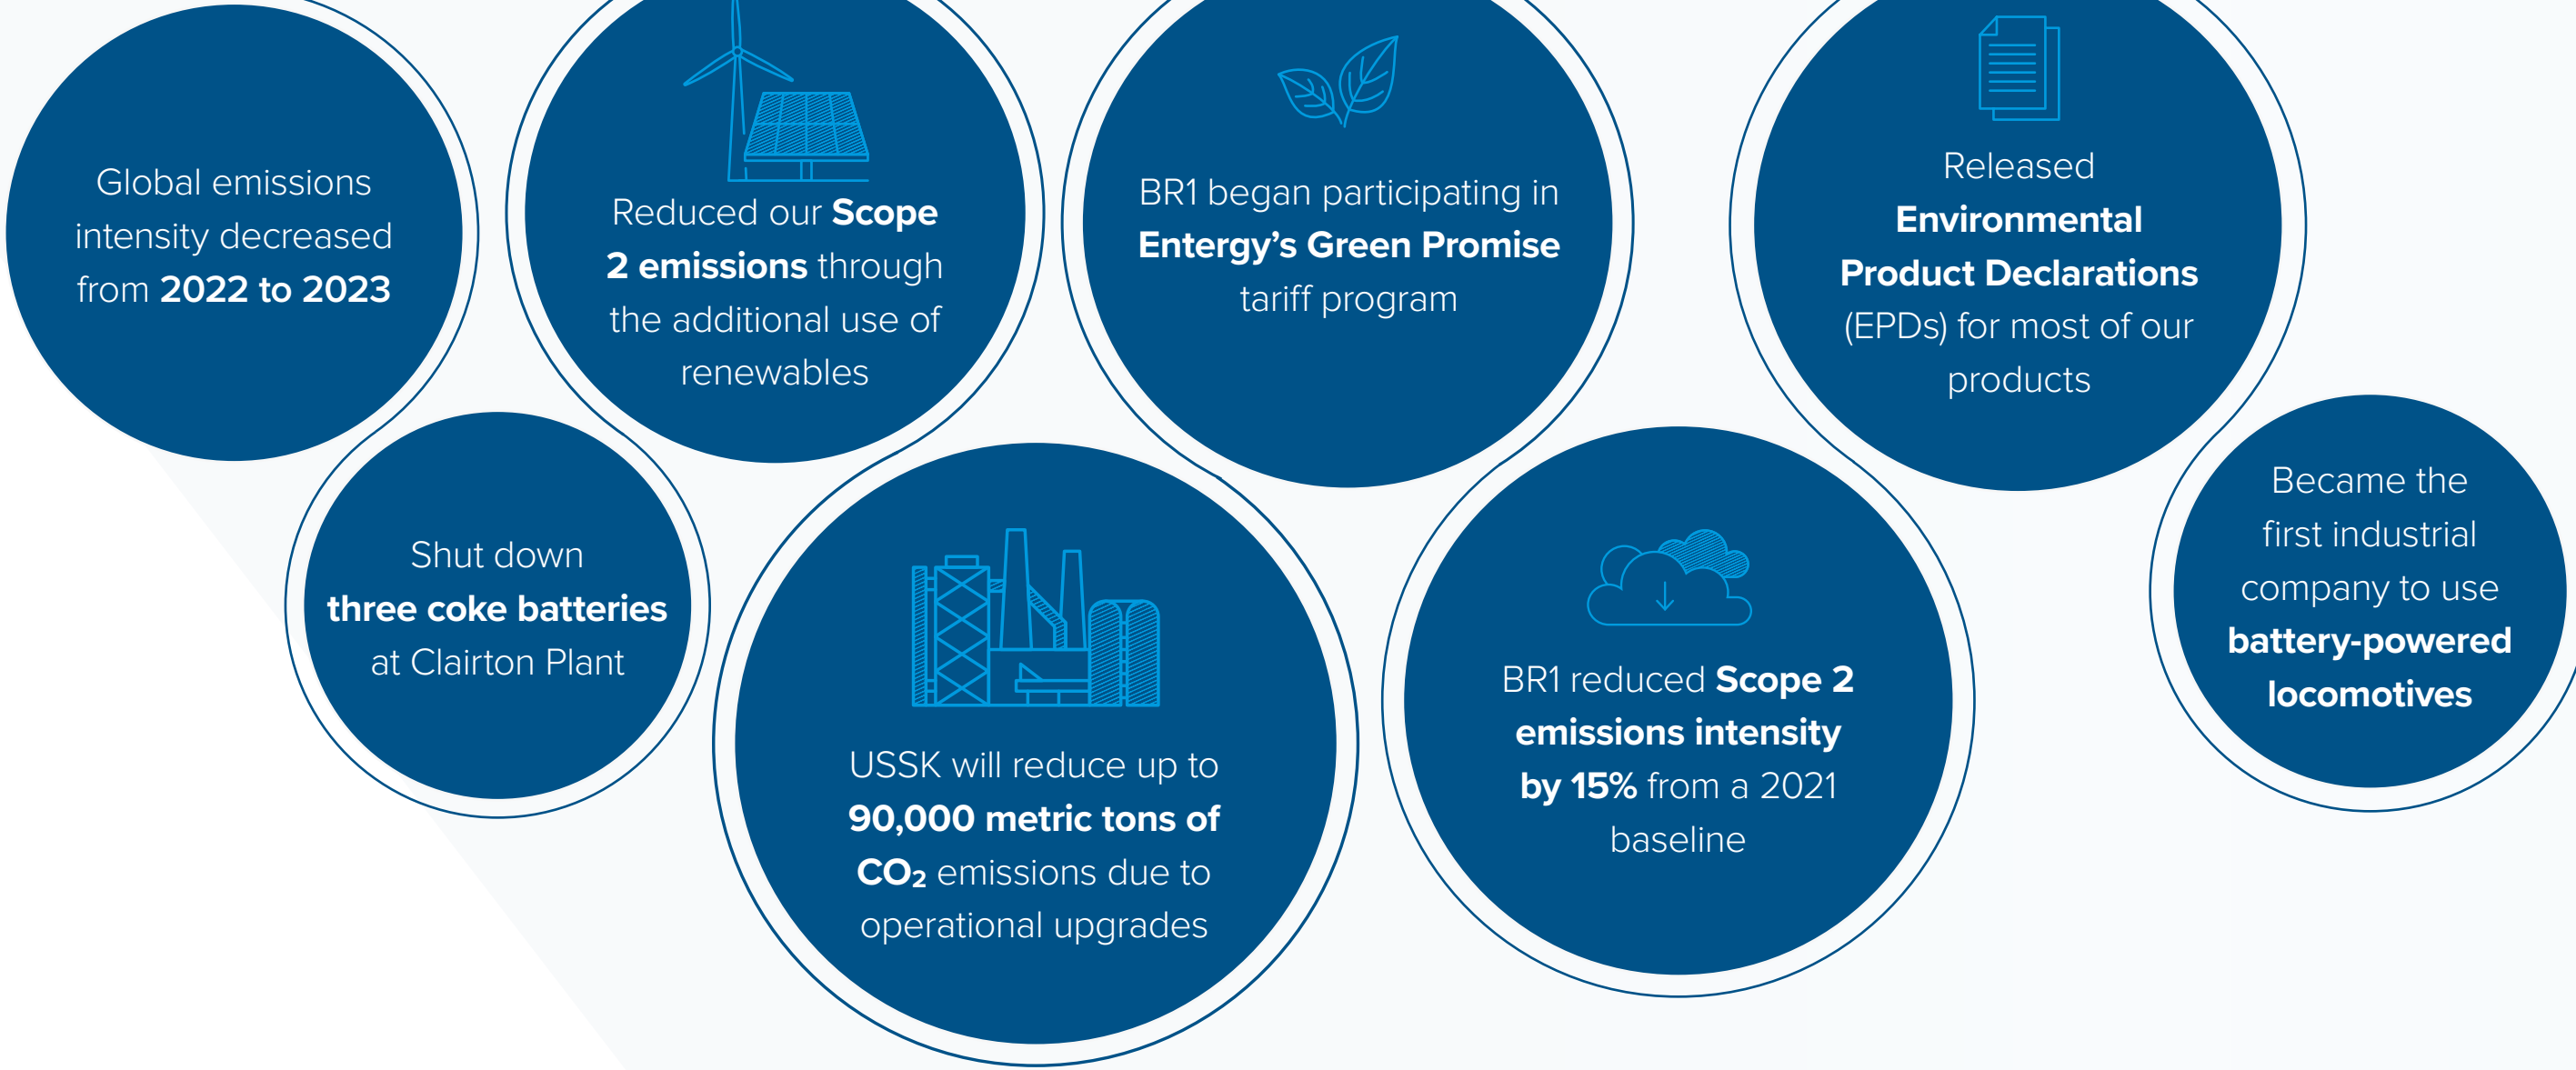 Global emissions
intensity decreased
from 2022 to 2023
Shut down
three coke batteries
at Clairton Plant
Reduced our Scope
2 emissions through
the additional use of
renewables
USSK will reduce up to
90,000 metric tons of
CO₂ emissions due to
operational upgrades
BR1 began participating in
Entergy’s Green Promise
tariff program
BR1 reduced Scope 2
emissions intensity
by 15% from a 2021
baseline
Released
Environmental
Product Declarations
(EPDs) for most of our
products
Became the
first industrial
company to use
battery-powered
locomotives